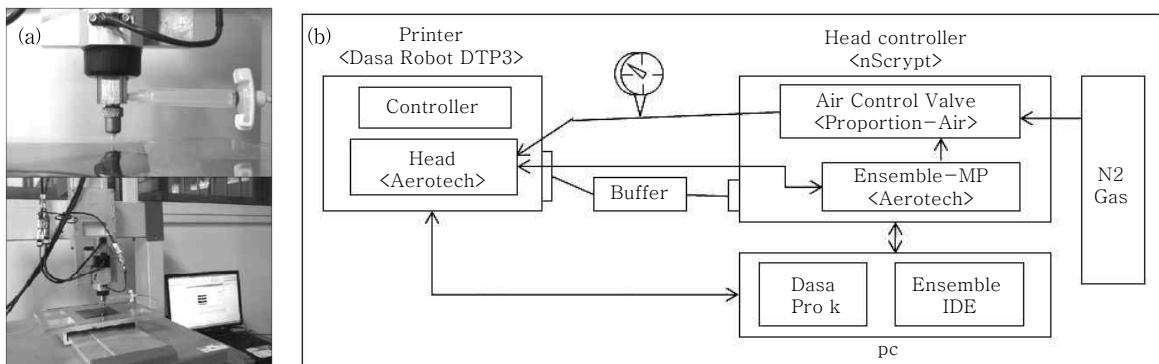 (a)
(b)
Printer
<Dasa Robot DTP3>
Controller
Head
<Aerotech>
Buffer
Head controller
<nScrypt>
Air Control Valve
<Proportion-Air>
Ensemble-MP
<Aerotech>
N2
Gas
Dasa
Pro k
Ensemble
IDE
pc